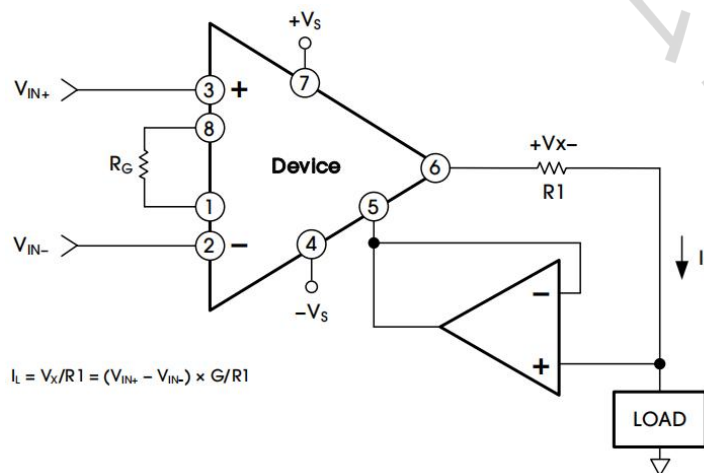 +VS
VIN+
3
+
7
8
RG
Device
6
+Vx–
R1
1
5
VIN–
2
–
4
–VS
–
I
+
IL = VX/R1 = (VIN+ – VIN-) × G/R1
LOAD